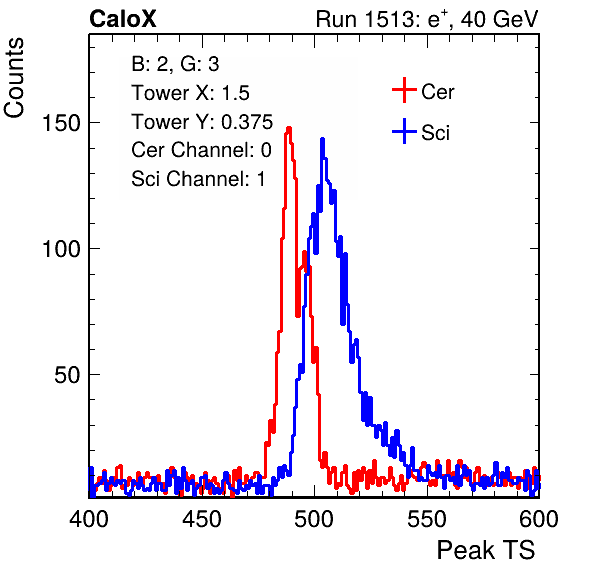 CaloX Run 1513: e⁺, 40 GeV
Counts
B: 2, G: 3
Tower X: 1.5
Tower Y: 0.375
Cer Channel: 0
Sci Channel: 1
Cer
Sci
150
100
50
400 450 500 550 600
Peak TS